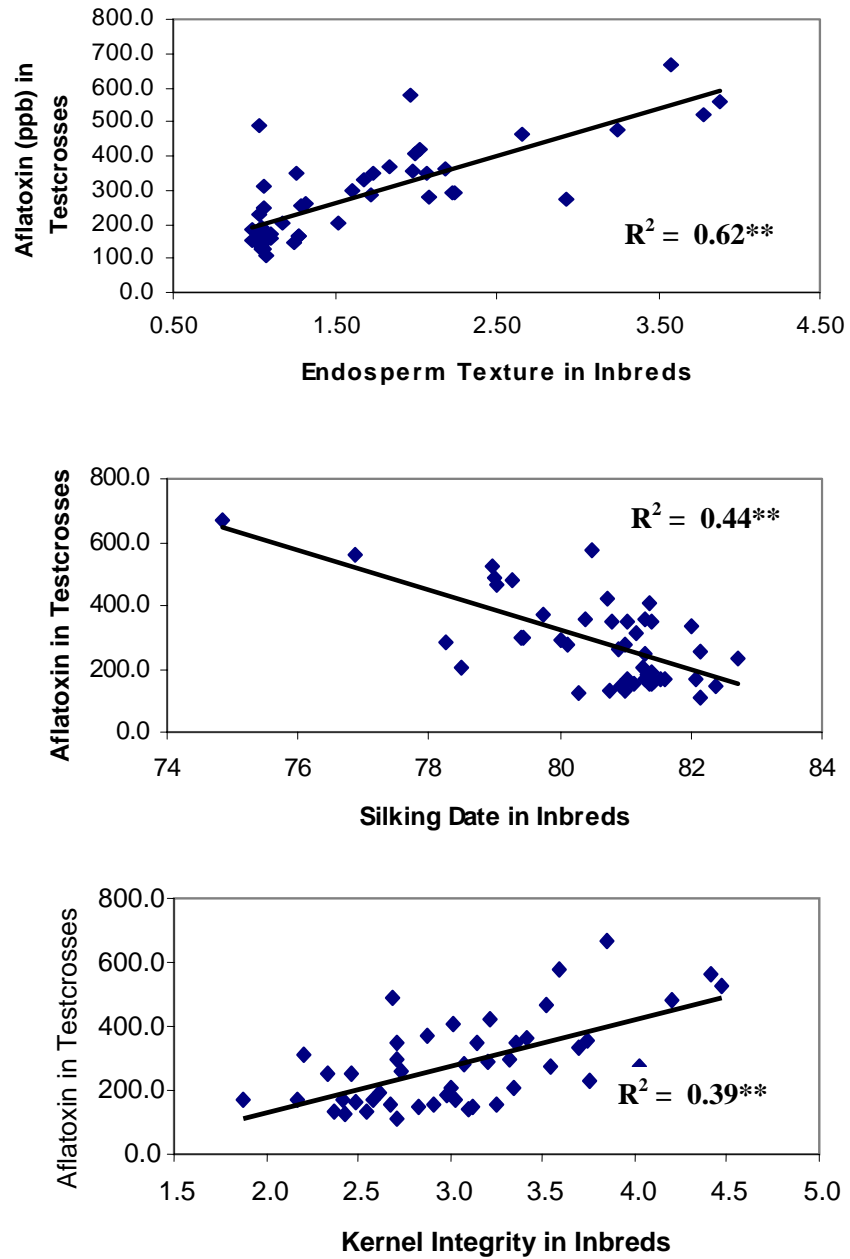 800.0
700.0
600.0
500.0
400.0
300.0
200.0
100.0
0.0
Aflatoxin (ppb) in
Testcrosses
R² = 0.62**
0.50 1.50 2.50 3.50 4.50
Endosperm Texture in Inbreds
800.0
600.0
400.0
200.0
0.0
Aflatoxin in Testcrosses
R² = 0.44**
74 76 78 80 82 84
Silking Date in Inbreds
800.0
600.0
400.0
200.0
0.0
Aflatoxin in Testcrosses
R² = 0.39**
1.5 2.0 2.5 3.0 3.5 4.0 4.5 5.0
Kernel Integrity in Inbreds